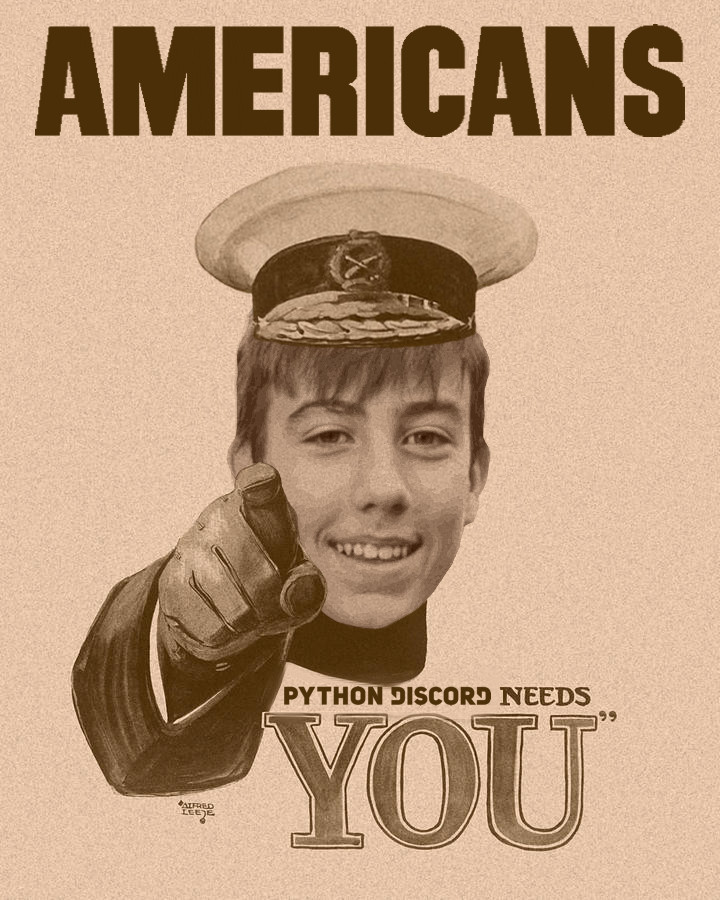 AMERICANS
PYTHON DISCORD NEEDS
YOU”
ALFRED
LEETE